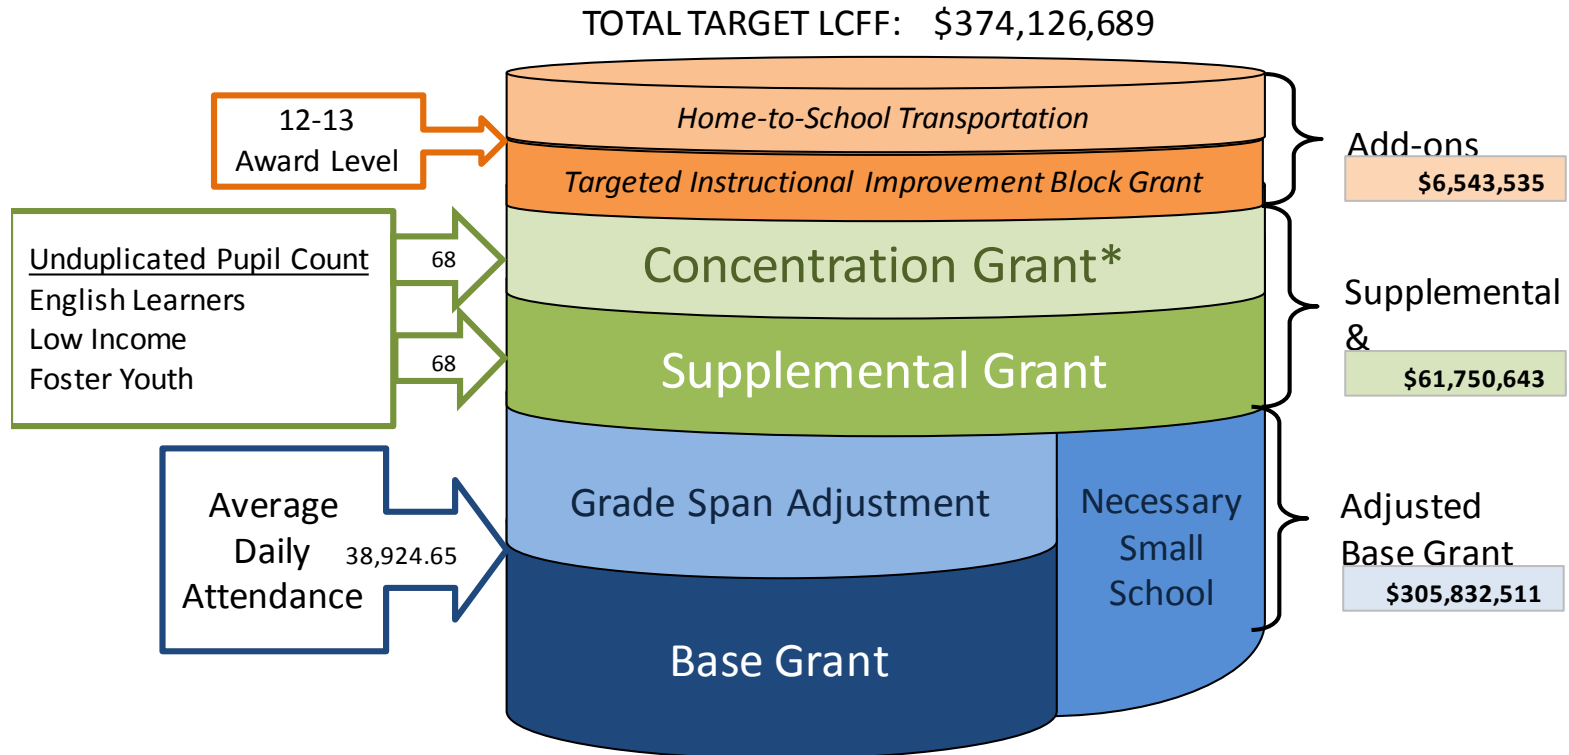 TOTAL TARGET LCFF: $374,126,689
12-13
Award Level
Home-to-School Transportation
Targeted Instructional Improvement Block Grant
Add-ons
$6,543,535
Unduplicated Pupil Count
English Learners
Low Income
Foster Youth
68
68
Concentration Grant*
Supplemental Grant
Supplemental
&
$61,750,643
Average
Daily
Attendance
38,924.65
Grade Span Adjustment
Base Grant
Necessary
Small
School
Adjusted
Base Grant
$305,832,511